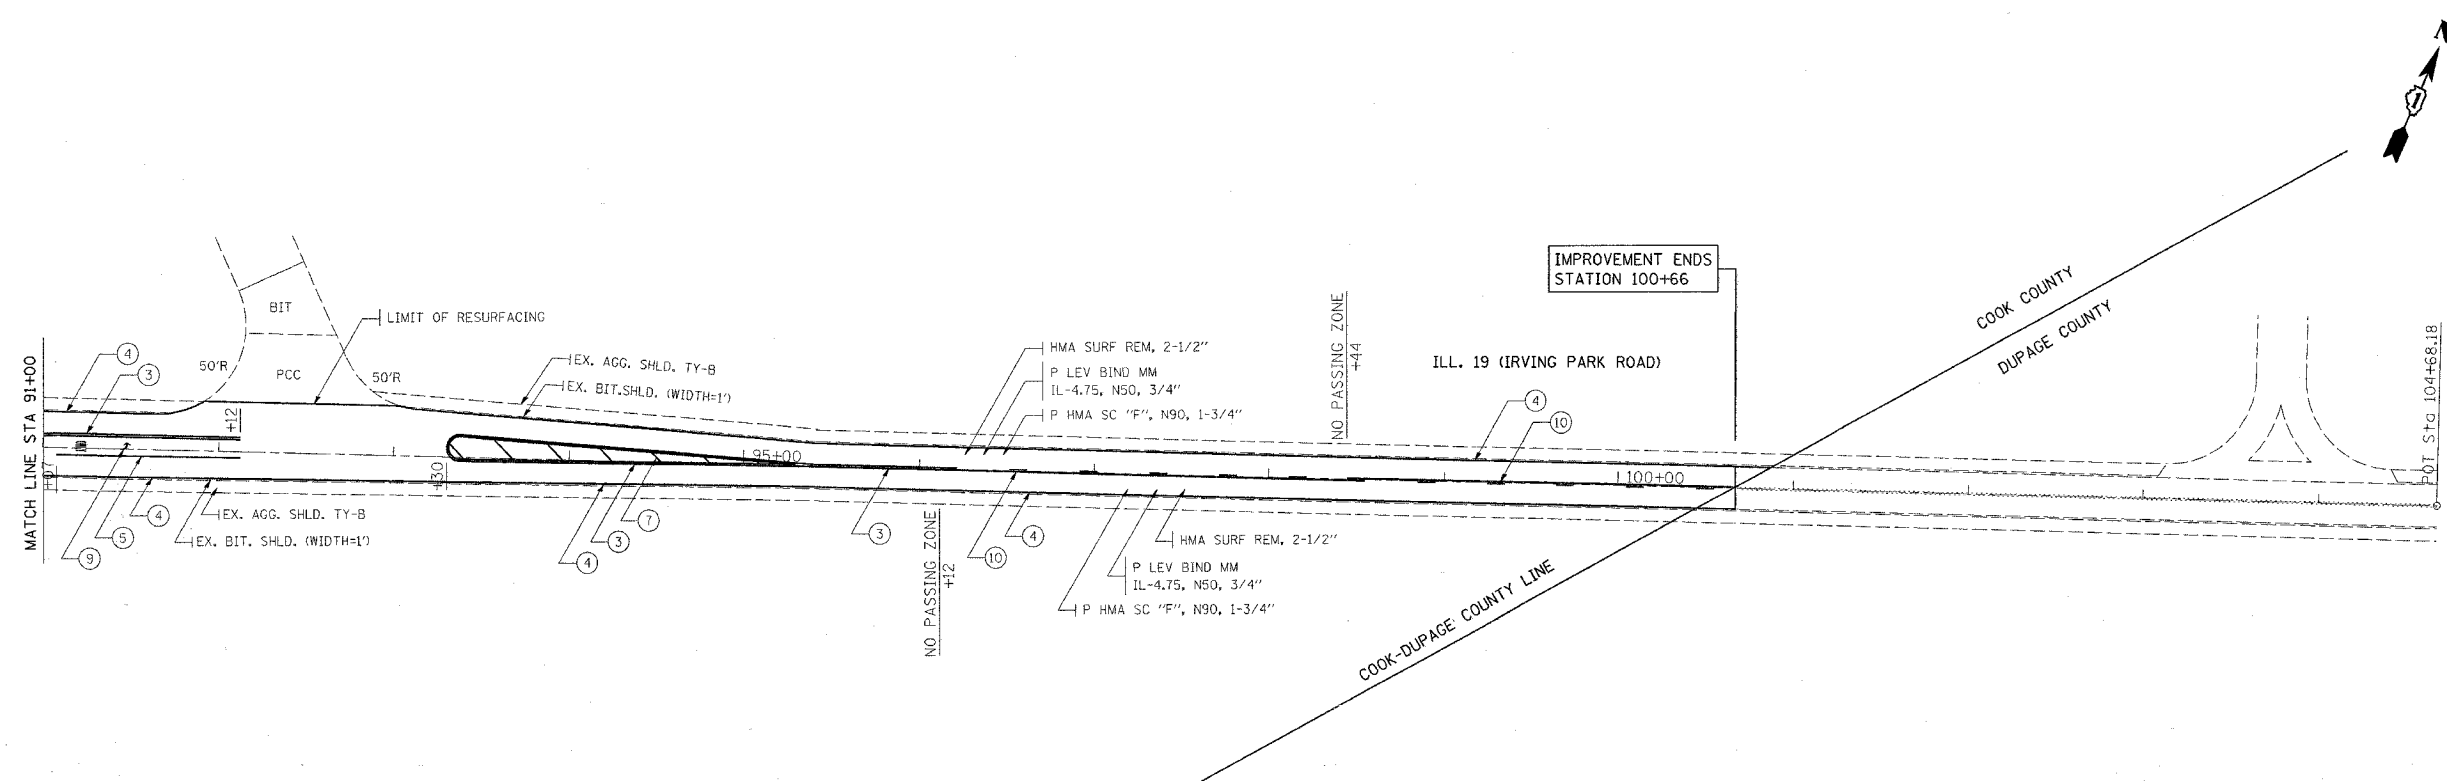 N
1
IMPROVEMENT ENDS
STATION 100+66
COOK COUNTY
DUPAGE COUNTY
BIT
LIMIT OF RESURFACING
50'R
PCC
50'R
EX. AGG. SHLD. TY-B
EX. BIT.SHLD. (WIDTH=1')
HMA SURF REM, 2-1/2"
P LEV BIND MM
IL-4.75, N50, 3/4"
P HMA SC "F", N90, 1-3/4"
NO PASSING ZONE
+44
ILL. 19 (IRVING PARK ROAD)
4
10
4
3
MATCH LINE STA 91+00
+07
+12
+30
95+00
100+00
POT Sta 104+68.18
EX. AGG. SHLD. TY-B
EX. BIT. SHLD. (WIDTH=1')
4
5
9
7
3
4
3
10
4
NO PASSING ZONE
+12
HMA SURF REM, 2-1/2"
P LEV BIND MM
IL-4.75, N50, 3/4"
P HMA SC "F", N90, 1-3/4"
COOK-DUPAGE COUNTY LINE